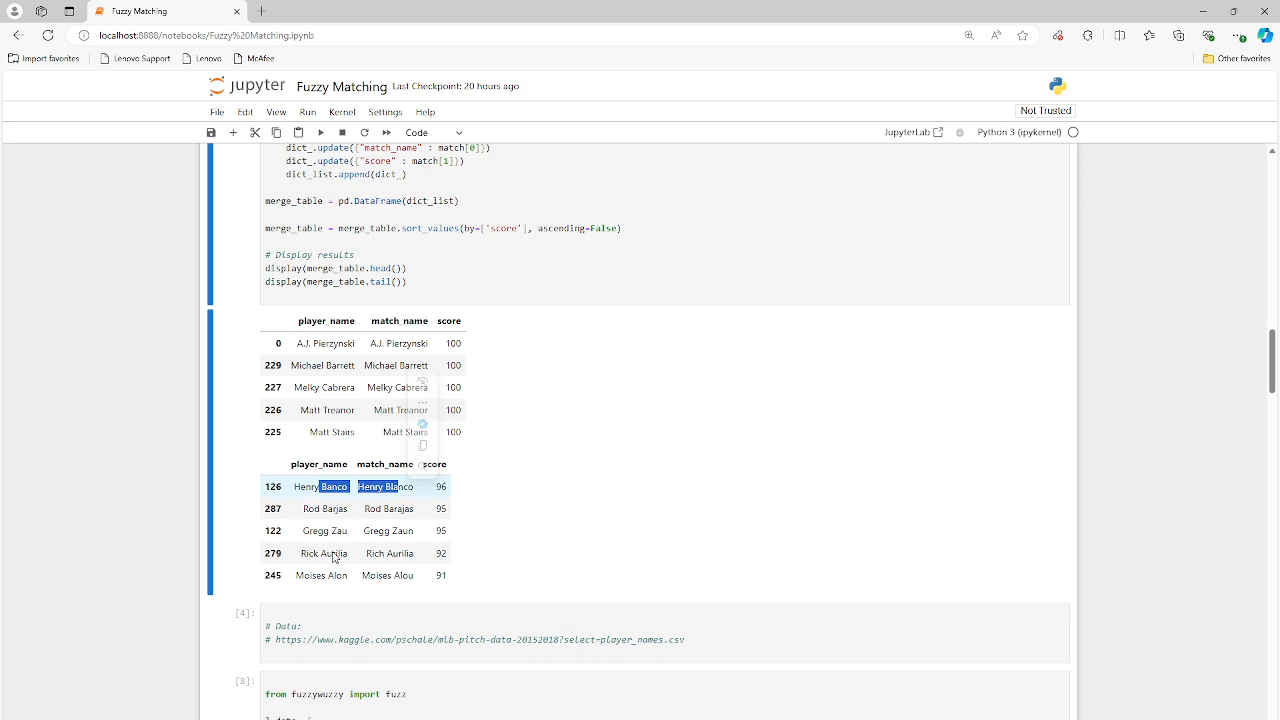 Fuzzy Matching
localhost:8888/notebooks/Fuzzy%20Matching.ipynb
Import favorites Lenovo Support Lenovo McAfee Other favorites
jupyter Fuzzy Matching Last Checkpoint: 20 hours ago
File Edit View Run Kernel Settings Help Not Trusted
Code JupyterLab Python 3 (ipykernel)
dict_.update({"match_name" : match[0]})
dict_.update({"score" : match[1]})
dict_list.append(dict_)
merge_table = pd.DataFrame(dict_list)
merge_table = merge_table.sort_values(by=['score'], ascending=False)
# Display results
display(merge_table.head())
display(merge_table.tail())
player_name match_name score
0 A.J. Pierzynski A.J. Pierzynski 100
229 Michael Barrett Michael Barrett 100
227 Melky Cabrera Melky Cabrera 100
226 Matt Treanor Matt Treanor 100
225 Matt Stairs Matt Stairs 100
player_name match_name score
126 Henry Banco Henry Blanco 96
287 Rod Barjas Rod Barajas 95
122 Gregg Zau Gregg Zaun 95
279 Rick Aurilia Rich Aurilia 92
245 Moises Alon Moises Alou 91
[4]:
# Data:
# https://www.kaggle.com/pschale/mlb-pitch-data-20152018?select=player_names.csv
[8]:
from fuzzywuzzy import fuzz